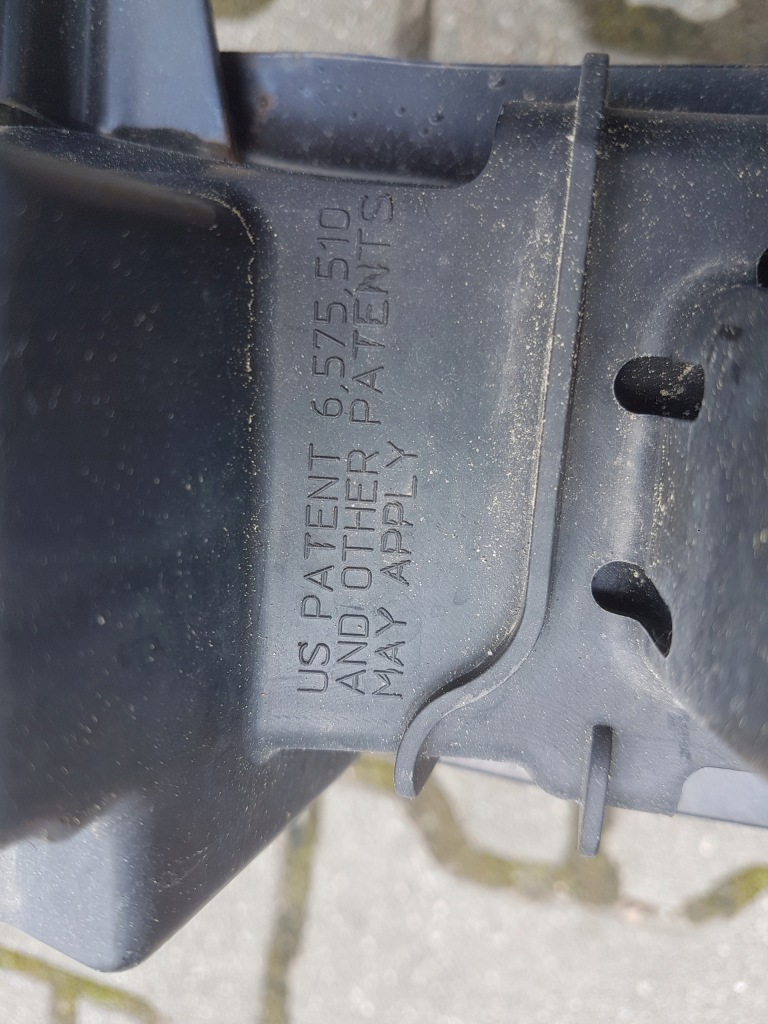 US PATENT 6,575,510
AND OTHER PATENTS
MAY APPLY